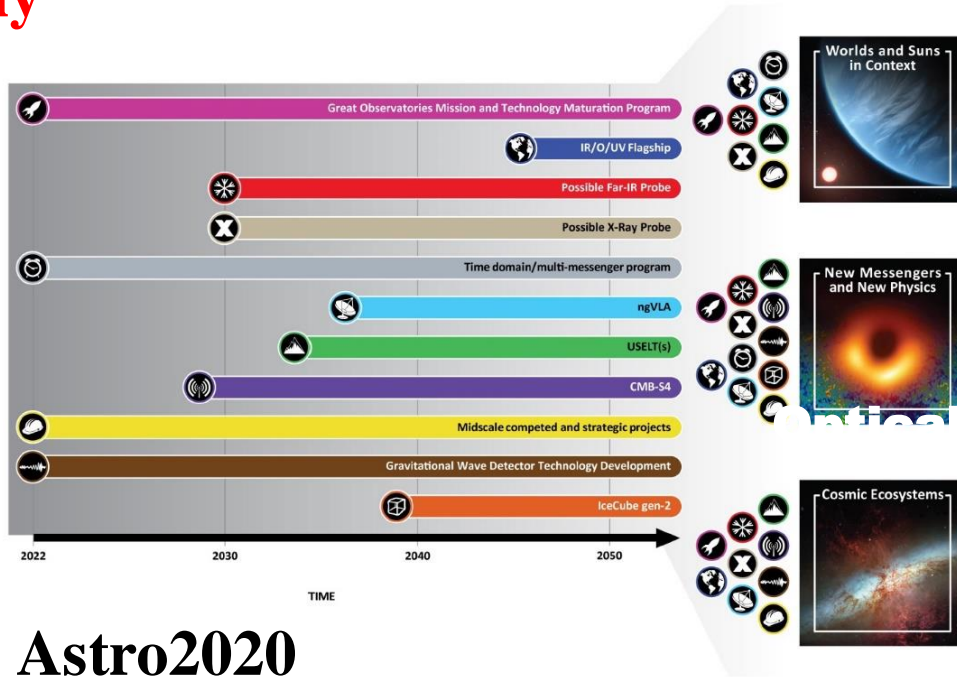 Great Observatories Mission and Technology Maturation Program
IR/O/UV Flagship
Possible Far-IR Probe
Possible X-Ray Probe
Time domain/multi-messenger program
ngVLA
USELT(s)
CMB-S4
Midscale competed and strategic projects
Gravitational Wave Detector Technology Development
IceCube gen-2
2022 2030 2040 2050
TIME
Worlds and Suns
in Context
New Messengers
and New Physics
Cosmic Ecosystems
Astro2020